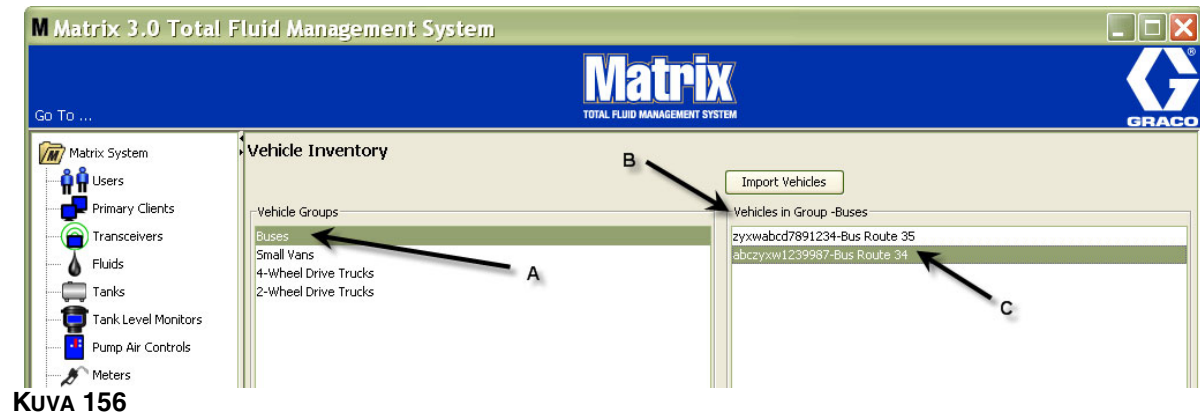 M Matrix 3.0 Total Fluid Management System
Matrix
TOTAL FLUID MANAGEMENT SYSTEM
®
GRACO
Go To ...
Matrix System
Users
Primary Clients
Transceivers
Fluids
Tanks
Tank Level Monitors
Pump Air Controls
Meters
Vehicle Inventory
B
Import Vehicles
Vehicle Groups
Buses
Small Vans
4-Wheel Drive Trucks
2-Wheel Drive Trucks
A
Vehicles in Group -Buses
zyxwabcd7891234-Bus Route 35
abczyxw1239987-Bus Route 34
C
KUVA 156